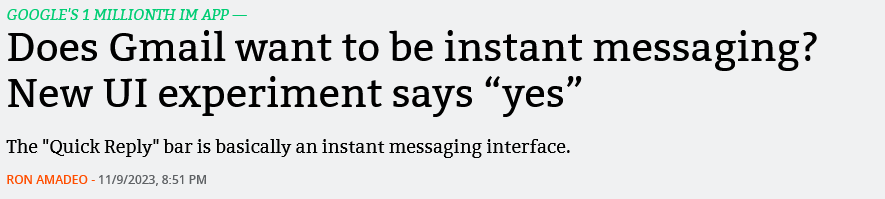 GOOGLE'S 1 MILLIONTH IM APP —
Does Gmail want to be instant messaging?
New UI experiment says “yes”
The "Quick Reply" bar is basically an instant messaging interface.
RON AMADEO - 11/9/2023, 8:51 PM